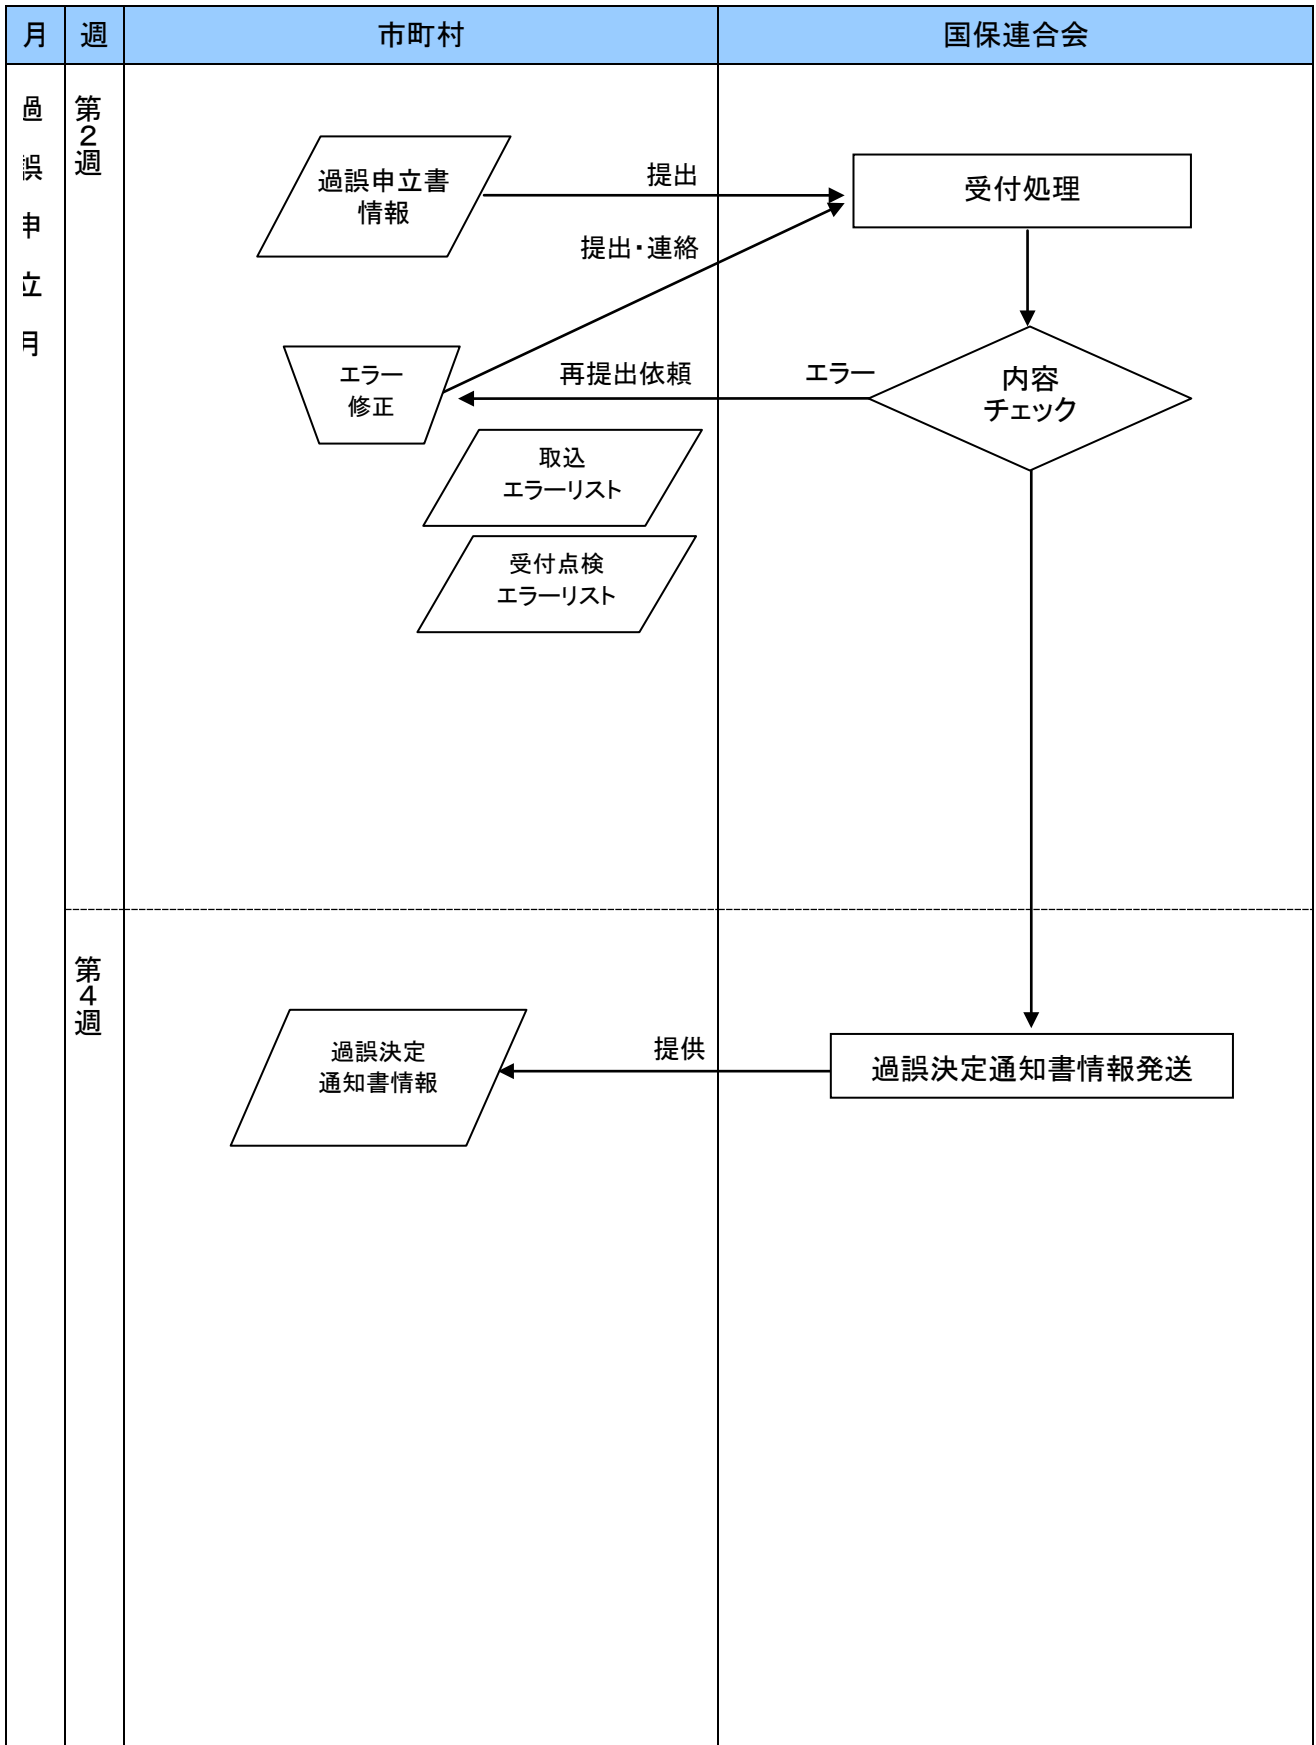 月
週
市町村
国保連合会
過誤申立月
第2週
過誤申立書
情報
提出
受付処理
提出・連絡
エラー
修正
再提出依頼
エラー
内容
チェック
取込
エラーリスト
受付点検
エラーリスト
第4週
過誤決定
通知書情報
提供
過誤決定通知書情報発送